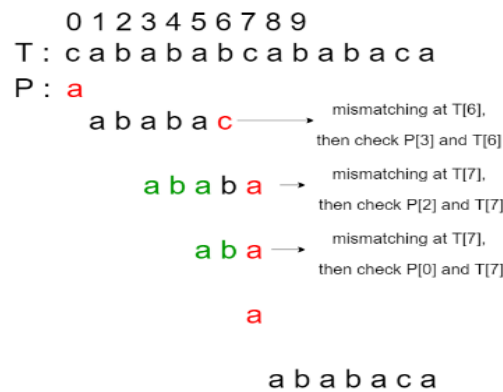 0 1 2 3 4 5 6 7 8 9
T : c a b a b a b c a b a b a c a
P : a
a b a b a c
mismatching at T[6],
then check P[3] and T[6]
a b a b a
mismatching at T[7],
then check P[2] and T[7]
a b a
mismatching at T[7],
then check P[0] and T[7]
a
a b a b a c a